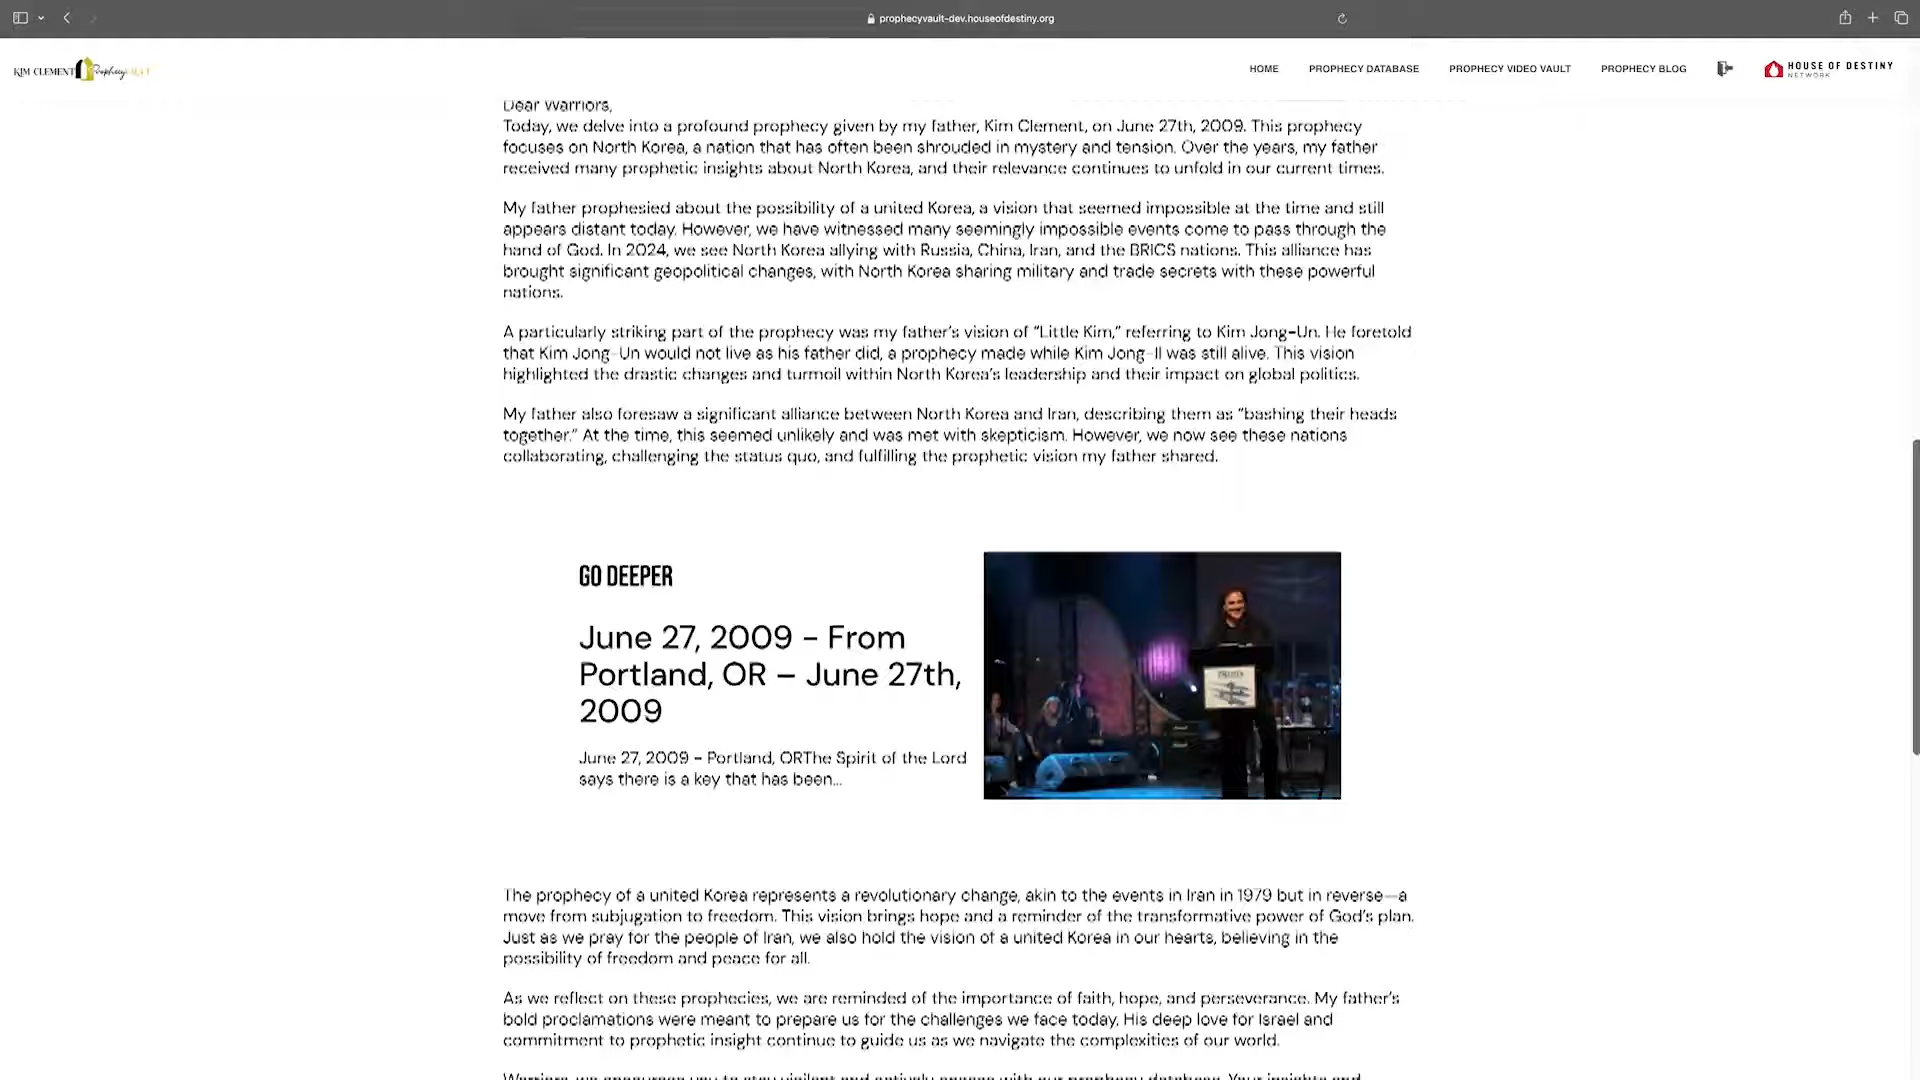 prophecyvault-dev.houseofdestiny.org
KIM CLEMENT Prophecy VAULT
HOME PROPHECY DATABASE PROPHECY VIDEO VAULT PROPHECY BLOG HOUSE OF DESTINY
NETWORK
Dear Warriors,
Today, we delve into a profound prophecy given by my father, Kim Clement, on June 27th, 2009. This prophecy
focuses on North Korea, a nation that has often been shrouded in mystery and tension. Over the years, my father
received many prophetic insights about North Korea, and their relevance continues to unfold in our current times.
My father prophesied about the possibility of a united Korea, a vision that seemed impossible at the time and still
appears distant today. However, we have witnessed many seemingly impossible events come to pass through the
hand of God. In 2024, we see North Korea allying with Russia, China, Iran, and the BRICS nations. This alliance has
brought significant geopolitical changes, with North Korea sharing military and trade secrets with these powerful
nations.
A particularly striking part of the prophecy was my father's vision of “Little Kim,” referring to Kim Jong-Un. He foretold
that Kim Jong-Un would not live as his father did, a prophecy made while Kim Jong-Il was still alive. This vision
highlighted the drastic changes and turmoil within North Korea's leadership and their impact on global politics.
My father also foresaw a significant alliance between North Korea and Iran, describing them as “bashing their heads
together.” At the time, this seemed unlikely and was met with skepticism. However, we now see these nations
collaborating, challenging the status quo, and fulfilling the prophetic vision my father shared.
GO DEEPER
June 27, 2009 - From
Portland, OR – June 27th,
2009
June 27, 2009 - Portland, ORThe Spirit of the Lord
says there is a key that has been...
The prophecy of a united Korea represents a revolutionary change, akin to the events in Iran in 1979 but in reverse—a
move from subjugation to freedom. This vision brings hope and a reminder of the transformative power of God's plan.
Just as we pray for the people of Iran, we also hold the vision of a united Korea in our hearts, believing in the
possibility of freedom and peace for all.
As we reflect on these prophecies, we are reminded of the importance of faith, hope, and perseverance. My father's
bold proclamations were meant to prepare us for the challenges we face today. His deep love for Israel and
commitment to prophetic insight continue to guide us as we navigate the complexities of our world.
Warriors, we encourage you to stay vigilant and actively engage with our prophecy database. Your insights and